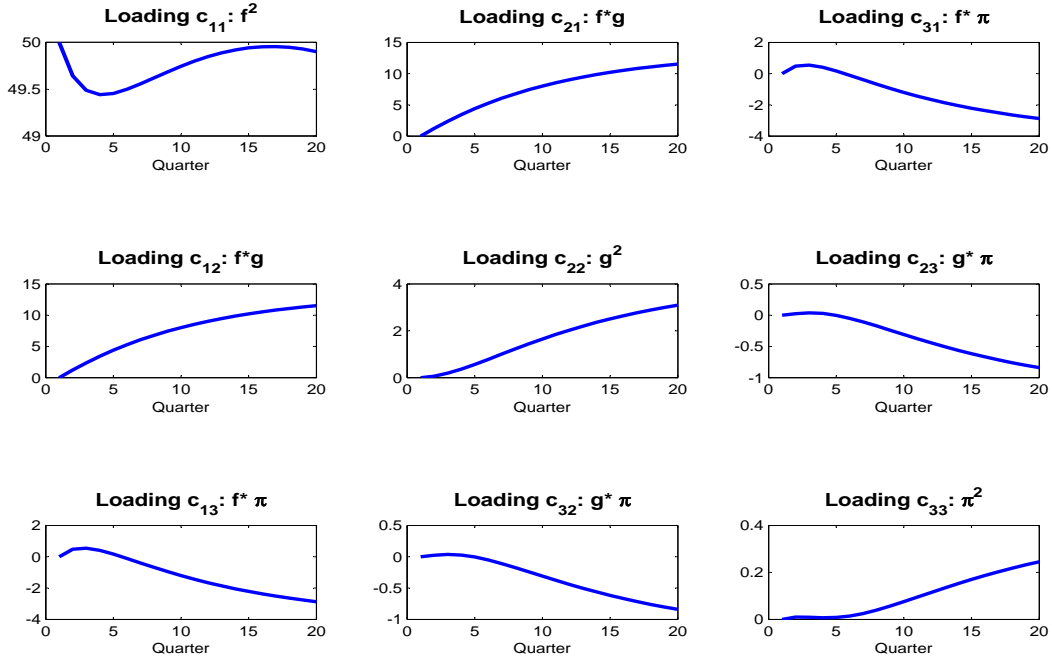 Loading c11: f2
50
49.5
49
0 5 10 15 20
Quarter
Loading c21: f*g
15
10
5
0
0 5 10 15 20
Quarter
Loading c31: f* π
2
0
-2
-4
0 5 10 15 20
Quarter
Loading c12: f*g
15
10
5
0
0 5 10 15 20
Quarter
Loading c22: g2
4
2
0
0 5 10 15 20
Quarter
Loading c23: g* π
0.5
0
-0.5
-1
0 5 10 15 20
Quarter
Loading c13: f* π
2
0
-2
-4
0 5 10 15 20
Quarter
Loading c32: g* π
0.5
0
-0.5
-1
0 5 10 15 20
Quarter
Loading c33: π2
0.4
0.2
0
0 5 10 15 20
Quarter